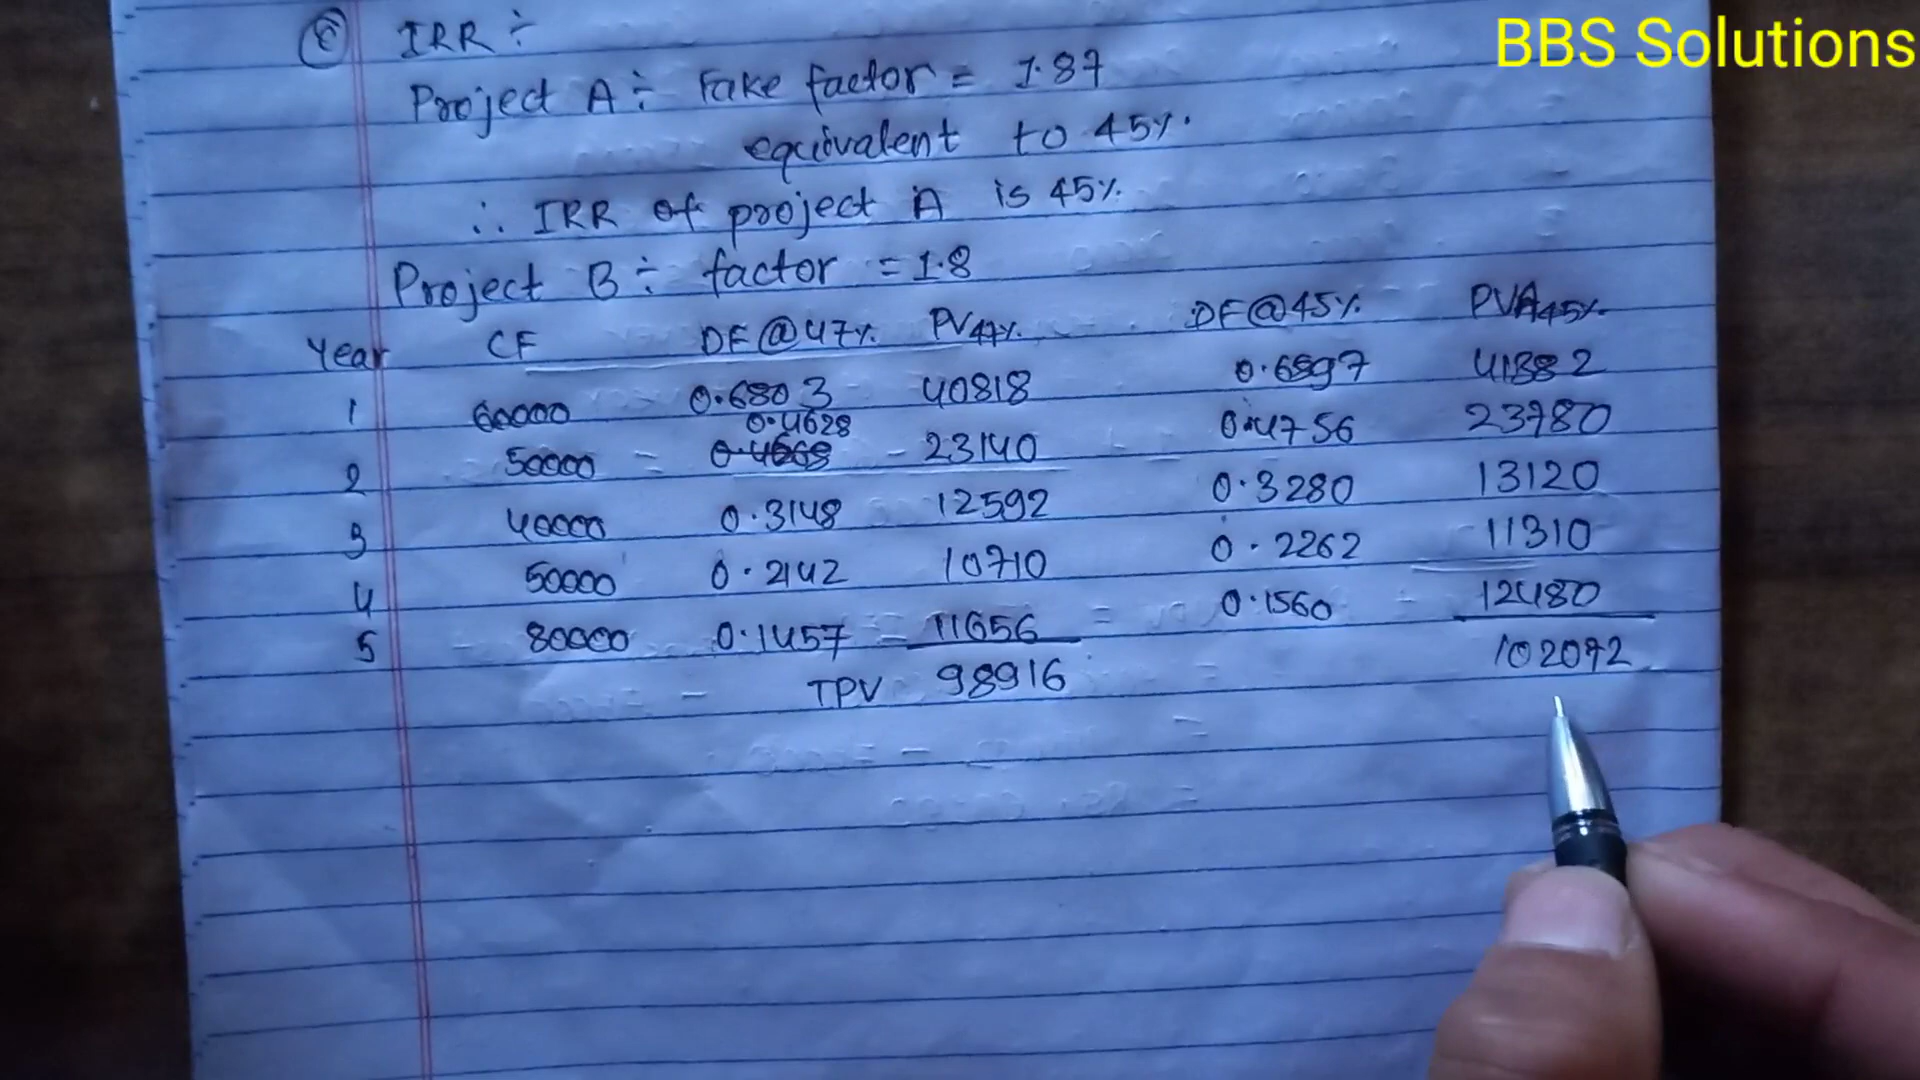 BBS Solutions
(C) IRR ÷
Project A ÷ Fake factor = 1.87
equivalent to 45%.
∴ IRR of project A is 45%.
Project B ÷ factor = 1.8
Year CF DF@47% PV47%. DF@45% PVA45%.
1 60000 0.6803 40818 0.6897 41382
0.4628
2 50000 23140 0.4756 23780
3 40000 0.3148 12592 0.3280 13120
4 50000 0.2142 10710 0.2262 11310
5 80000 0.1457 11656 0.1560 12480
TPV 98916 102072